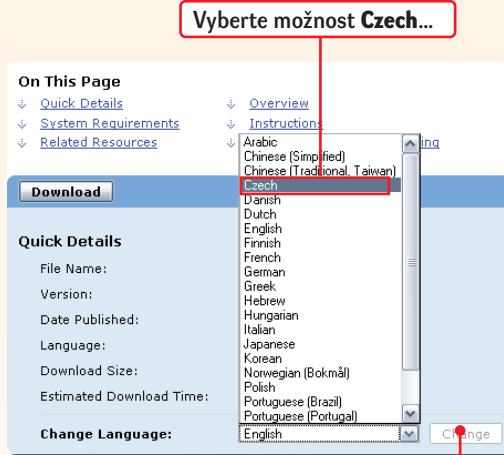 Vyberte možnost Czech...
On This Page
Quick Details
Overview
System Requirements
Instructions
Related Resources
ing
Arabic
Chinese (Simplified)
Chinese (Traditional, Taiwan)
Czech
Danish
Dutch
English
Finnish
French
German
Greek
Hebrew
Hungarian
Italian
Japanese
Korean
Norwegian (Bokmål)
Polish
Portuguese (Brazil)
Portuguese (Portugal)
Download
Quick Details
File Name:
Version:
Date Published:
Language:
Download Size:
Estimated Download Time:
Change Language:
English
Change